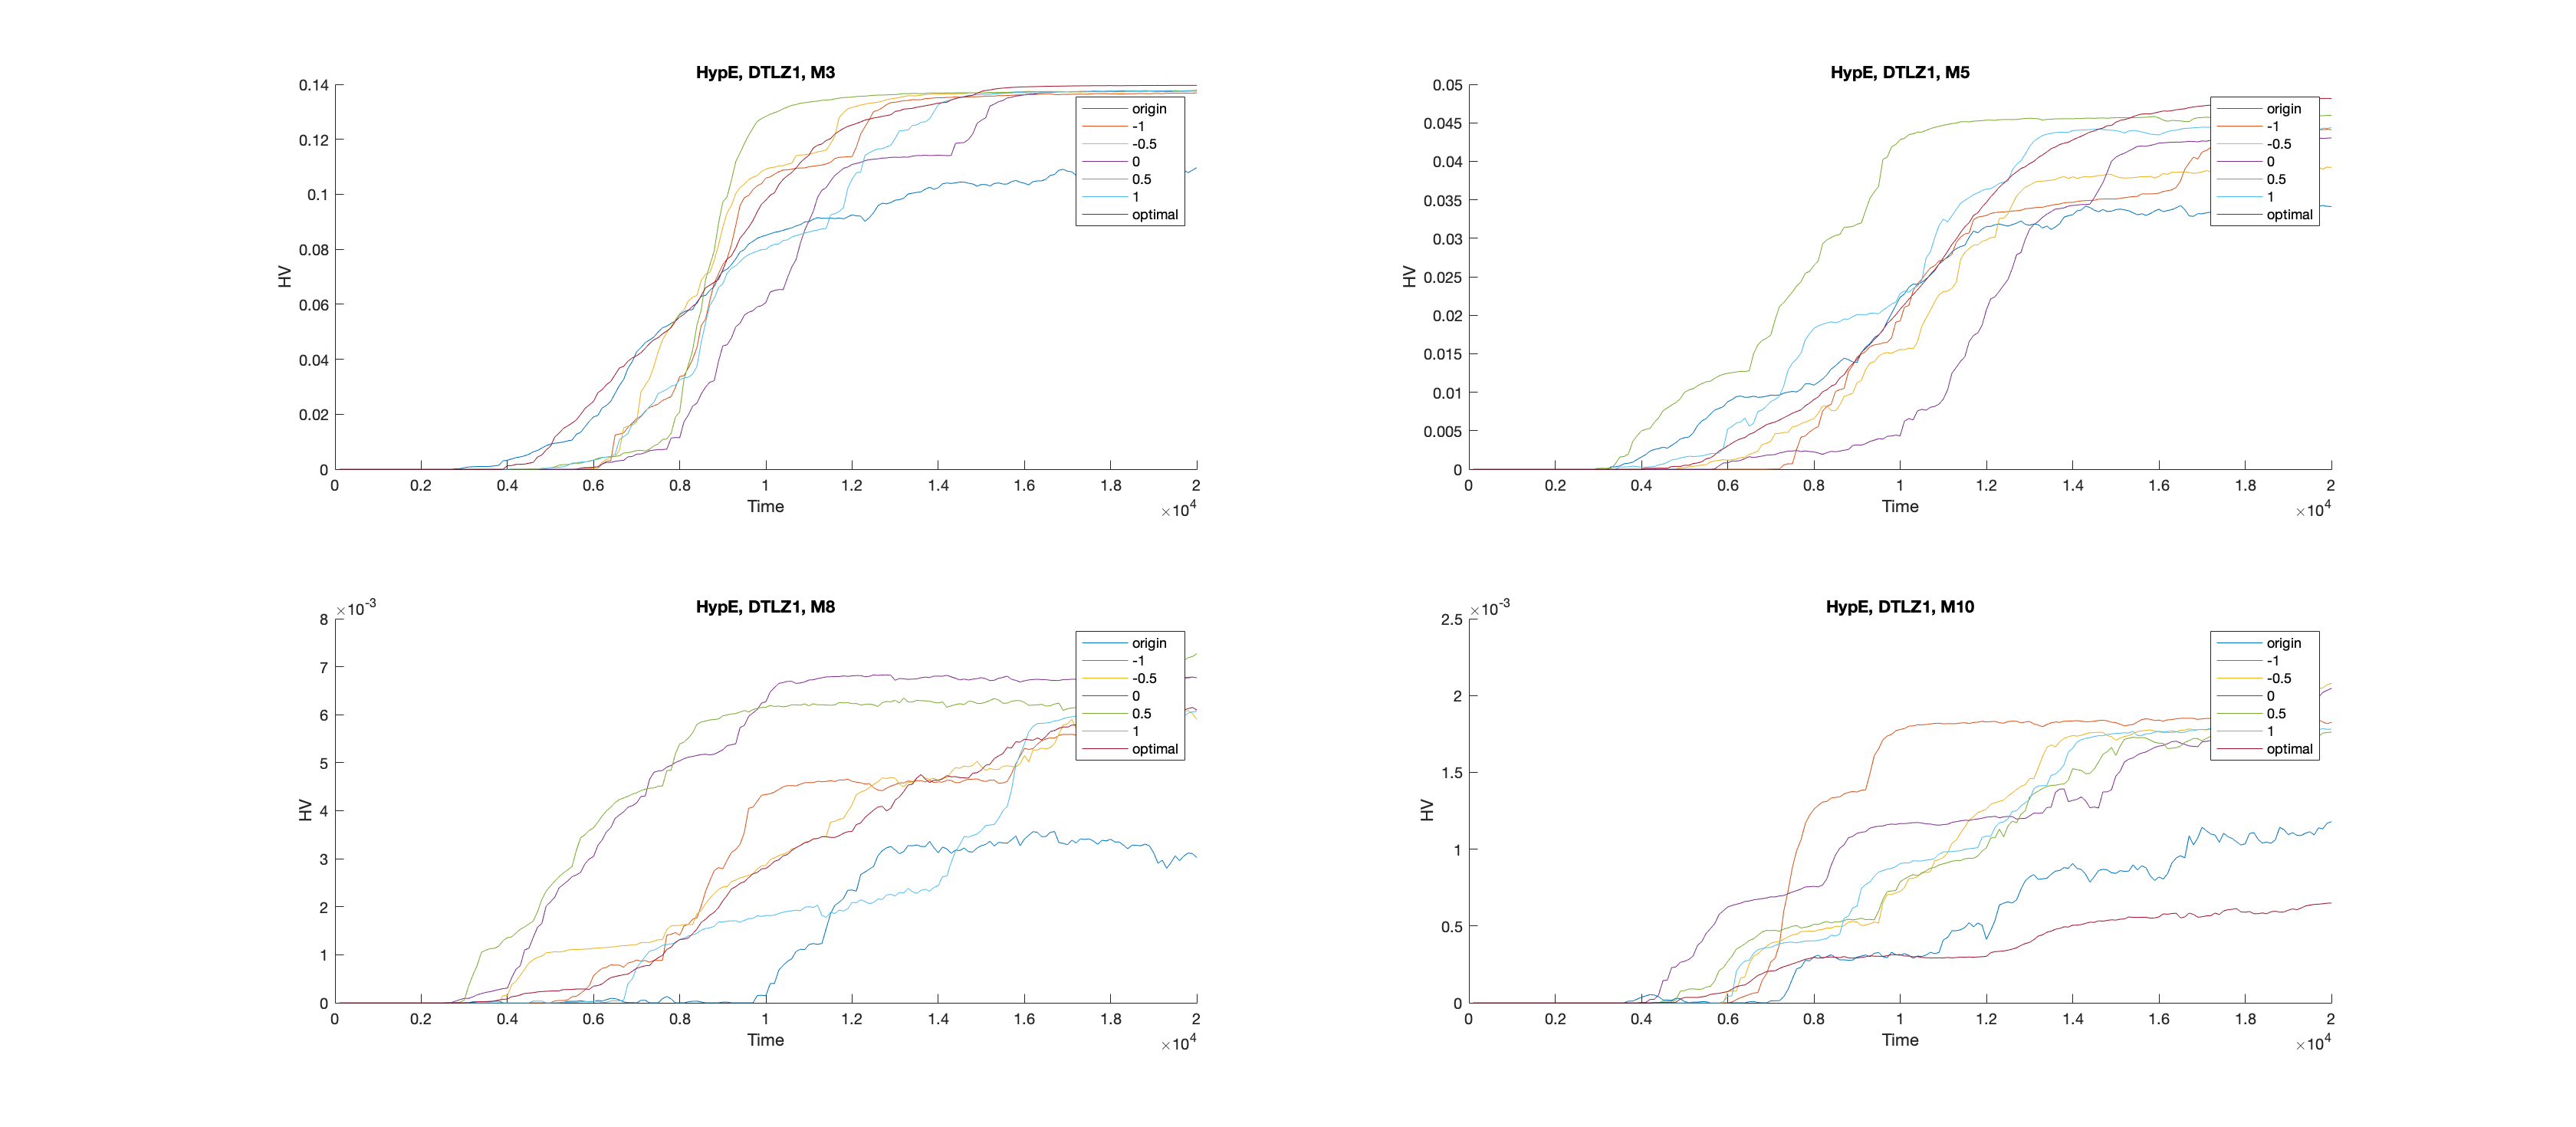 HypE, DTLZ1, M3
0.14
0.12
0.1
0.08
0.06
0.04
0.02
0
HV
0 0.2 0.4 0.6 0.8 1 1.2 1.4 1.6 1.8 2
Time
×10^4
origin
-1
-0.5
0
0.5
1
optimal
HypE, DTLZ1, M5
0.05
0.045
0.04
0.035
0.03
0.025
0.02
0.015
0.01
0.005
0
HV
0 0.2 0.4 0.6 0.8 1 1.2 1.4 1.6 1.8 2
Time
×10^4
origin
-1
-0.5
0
0.5
1
optimal
HypE, DTLZ1, M8
×10^-3
8
7
6
5
4
3
2
1
0
HV
0 0.2 0.4 0.6 0.8 1 1.2 1.4 1.6 1.8 2
Time
×10^4
origin
-1
-0.5
0
0.5
1
optimal
HypE, DTLZ1, M10
×10^-3
2.5
2
1.5
1
0.5
0
HV
0 0.2 0.4 0.6 0.8 1 1.2 1.4 1.6 1.8 2
Time
×10^4
origin
-1
-0.5
0
0.5
1
optimal